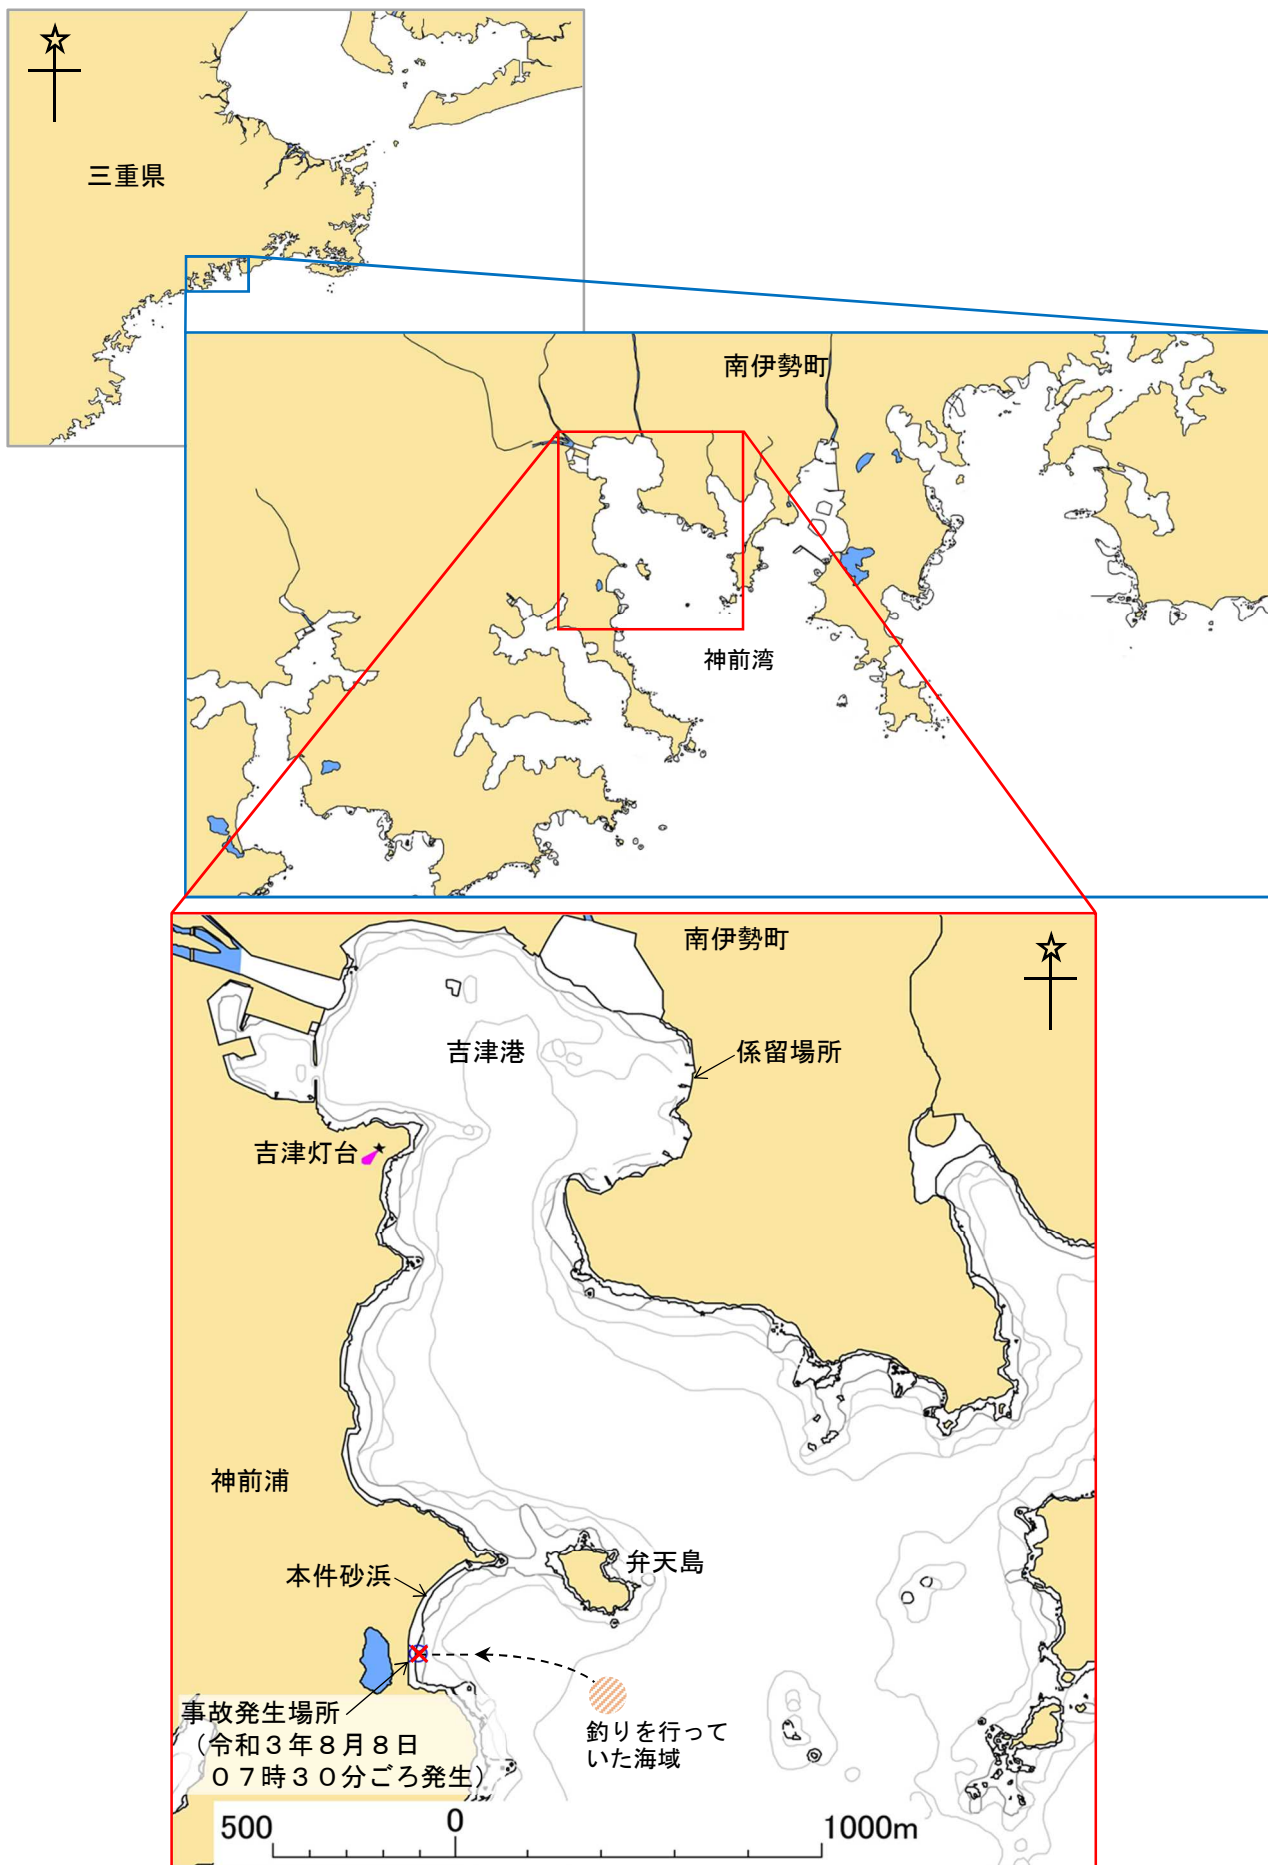 三重県
南伊勢町
神前湾
南伊勢町
吉津港
係留場所
吉津灯台
神前浦
弁天島
本件砂浜
事故発生場所
（令和３年８月８日
０７時３０分ごろ発生）
釣りを行って
いた海域
500 0 1000m